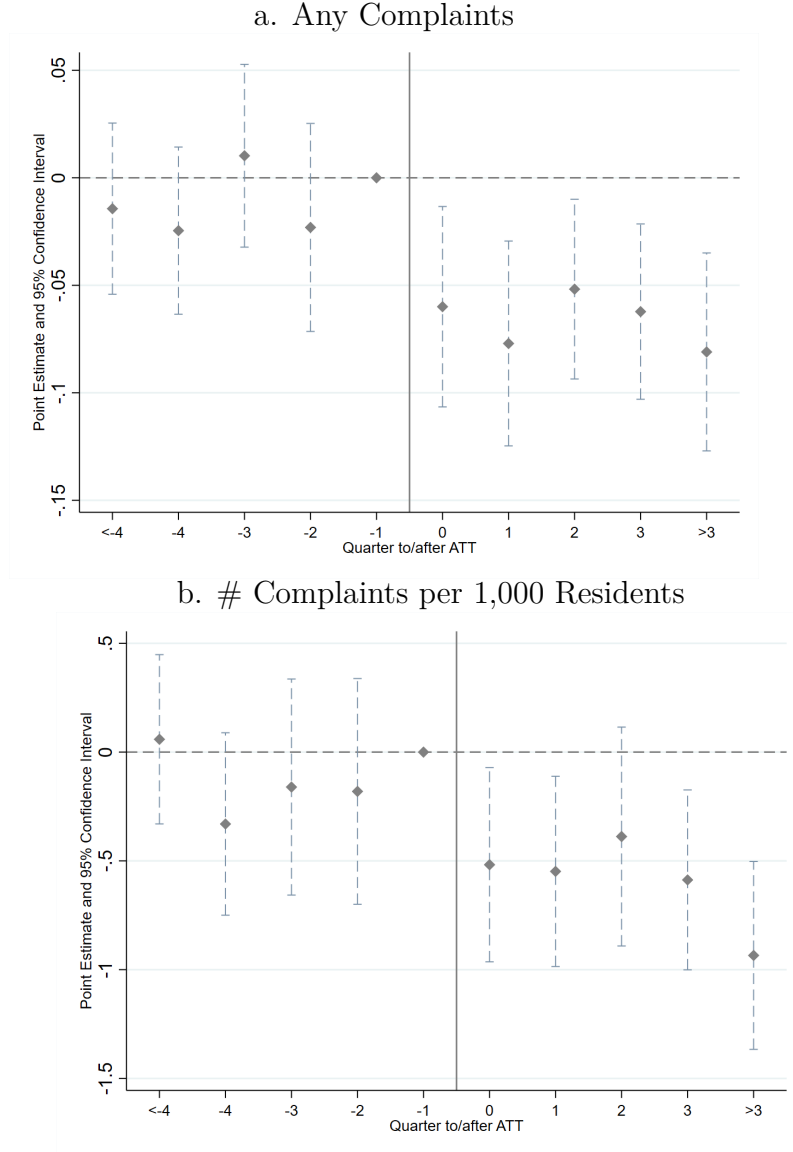 a. Any Complaints
Point Estimate and 95% Confidence Interval
.05
0
-.05
-.1
-.15
<-4 -4 -3 -2 -1 0 1 2 3 >3
Quarter to/after ATT
b. # Complaints per 1,000 Residents
Point Estimate and 95% Confidence Interval
.5
0
-.5
-1
-1.5
<-4 -4 -3 -2 -1 0 1 2 3 >3
Quarter to/after ATT